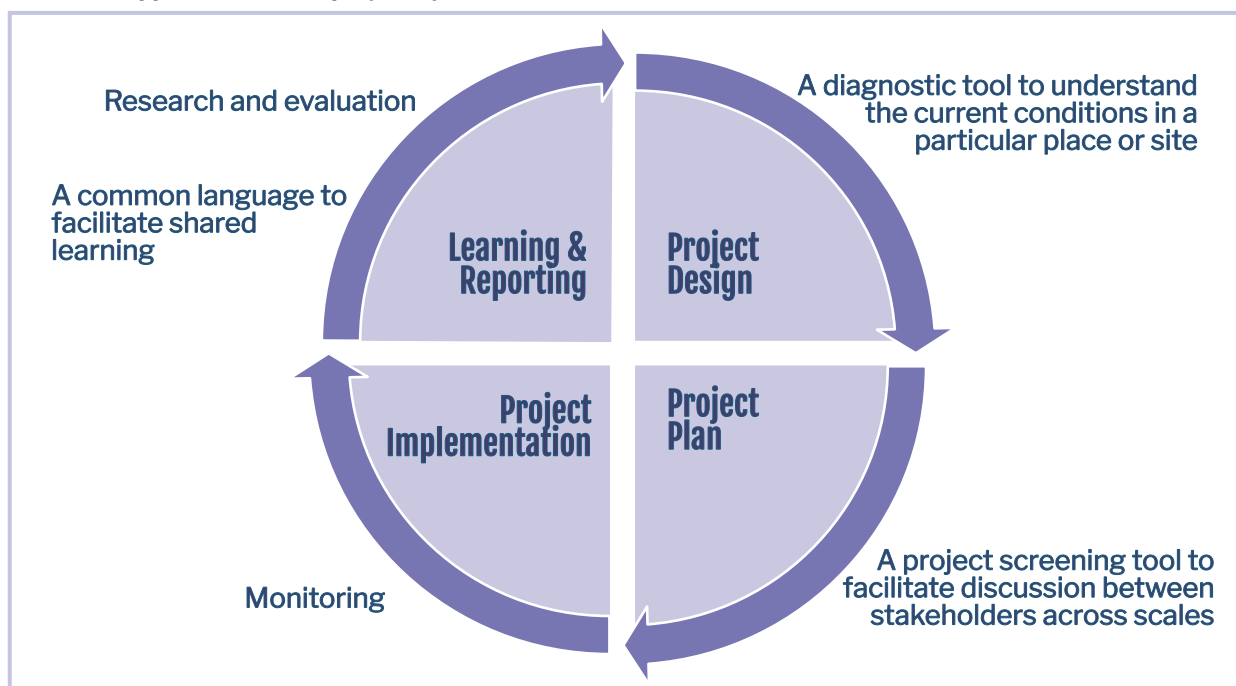 Research and evaluation
A common language to
facilitate shared
learning
Learning &
Reporting
A diagnostic tool to understand
the current conditions in a
particular place or site
Project
Design
Project
Implementation
Monitoring
Project
Plan
A project screening tool to
facilitate discussion between
stakeholders across scales